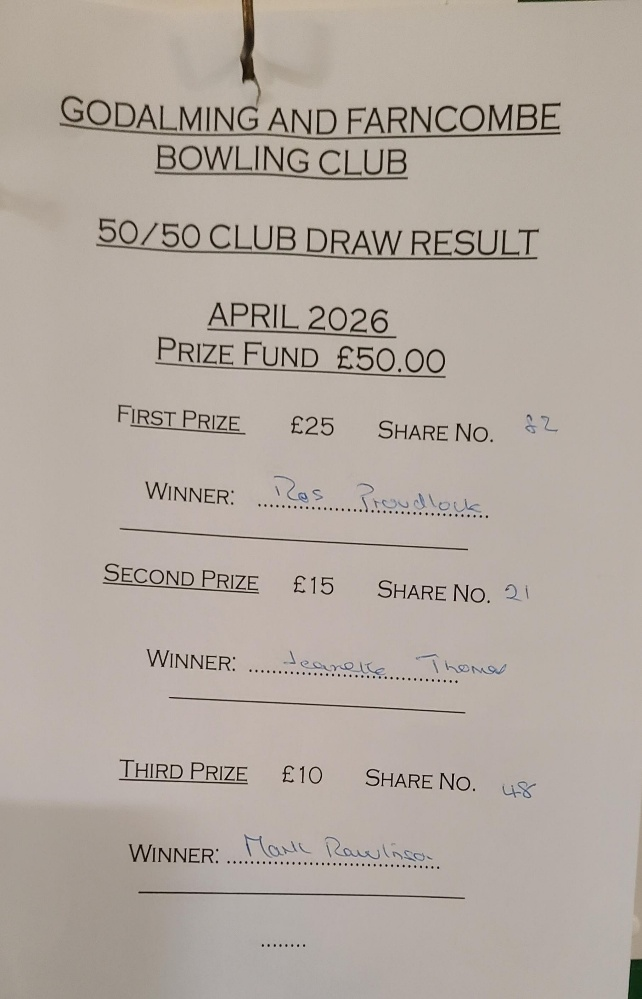 GODALMING AND FARNCOMBE
BOWLING CLUB
50/50 CLUB DRAW RESULT
APRIL 2026
PRIZE FUND £50.00
FIRST PRIZE £25 SHARE NO. 82
WINNER: Ros Proudlock
SECOND PRIZE £15 SHARE NO. 21
WINNER: Jeanette Thomas
THIRD PRIZE £10 SHARE NO. 48
WINNER: Mark Rawlinson